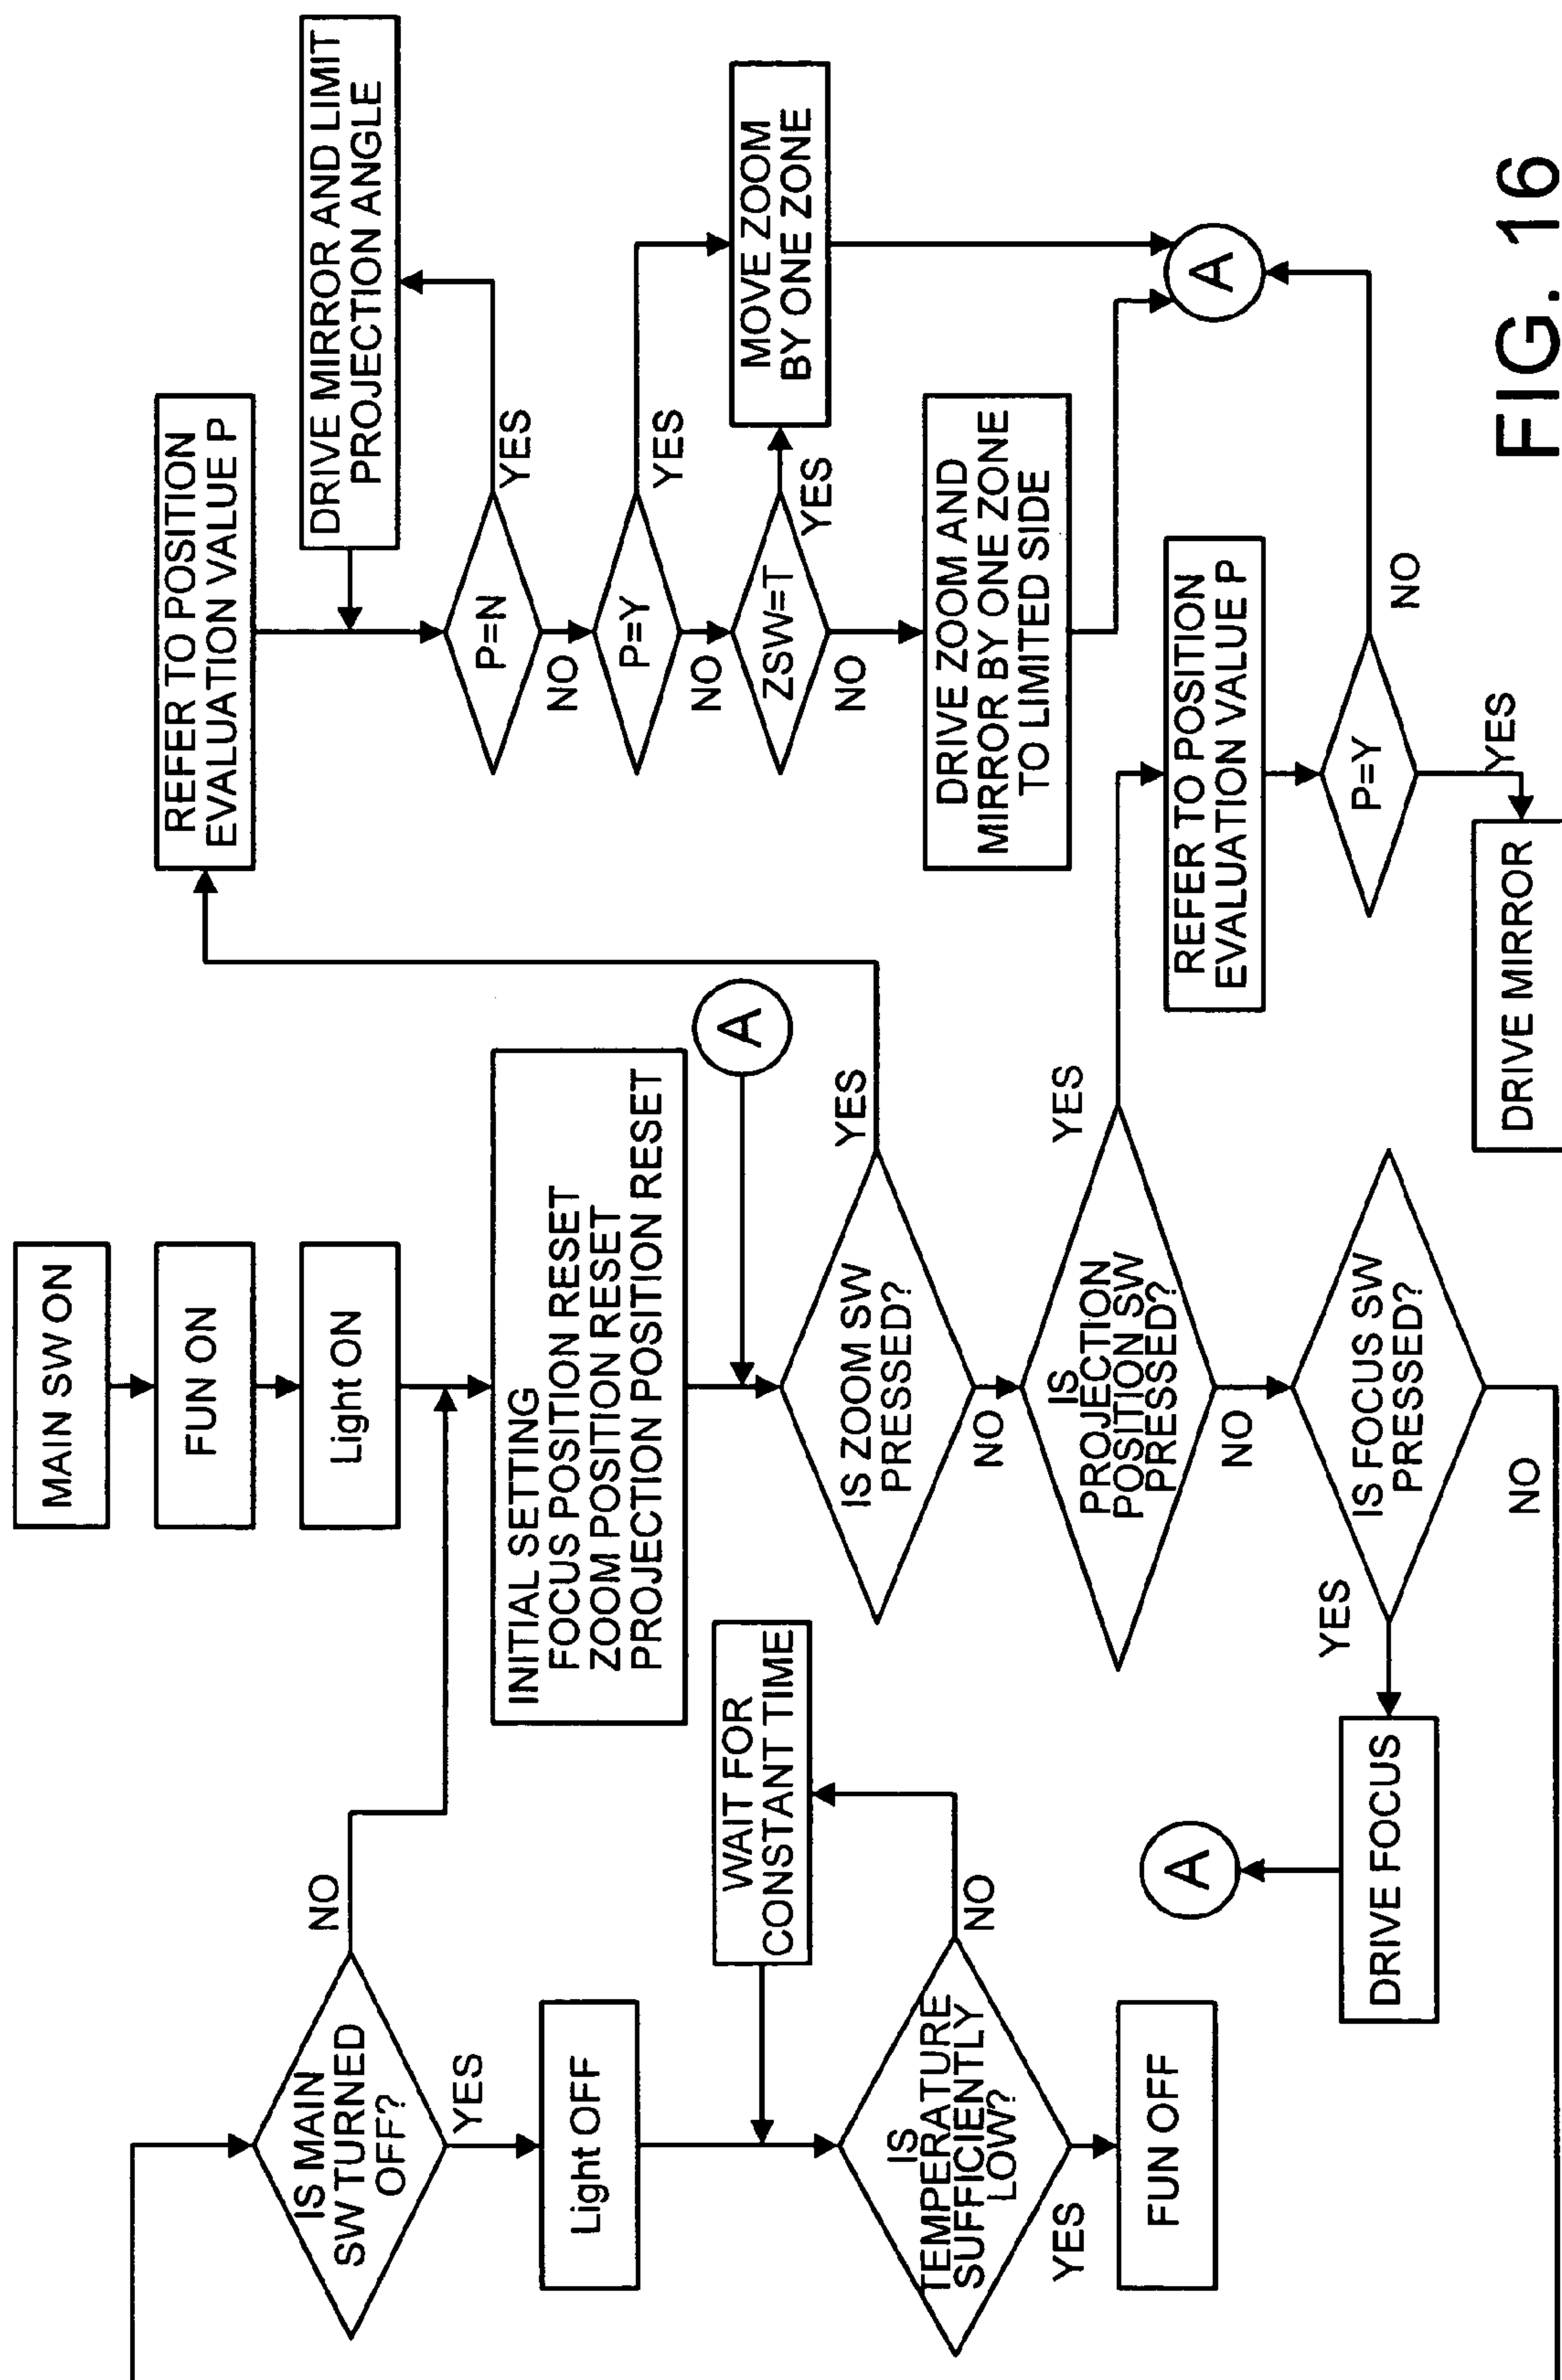 MAIN SW ON
FUN ON
Light ON
INITIAL SETTING
FOCUS POSITION RESET
ZOOM POSITION RESET
PROJECTION POSITION RESET
A
IS ZOOM SW
PRESSED?
YES
NO
IS
PROJECTION
POSITION SW
PRESSED?
YES
NO
IS FOCUS SW
PRESSED?
YES
NO
DRIVE FOCUS
A
IS MAIN
SW TURNED
OFF?
NO
YES
Light OFF
WAIT FOR
CONSTANT TIME
IS
TEMPERATURE
SUFFICIENTLY
LOW?
NO
YES
FUN OFF
REFER TO POSITION
EVALUATION VALUE P
DRIVE MIRROR AND LIMIT
PROJECTION ANGLE
P=N
YES
NO
P=Y
YES
NO
ZSW=T
YES
NO
MOVE ZOOM
BY ONE ZONE
DRIVE ZOOM AND
MIRROR BY ONE ZONE
TO LIMITED SIDE
A
REFER TO POSITION
EVALUATION VALUE P
P=Y
NO
YES
DRIVE MIRROR
FIG. 16